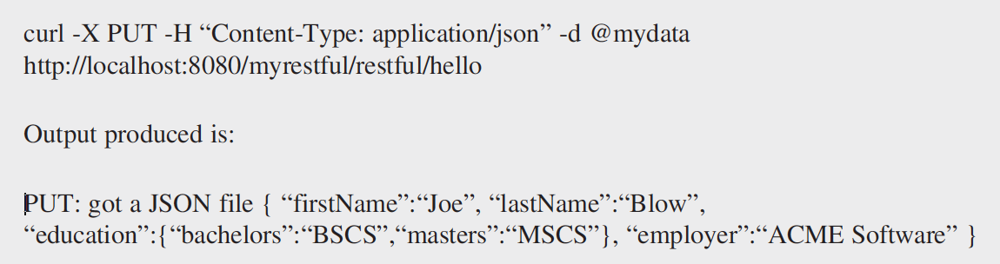 curl -X PUT -H “Content-Type: application/json” -d @mydata
http://localhost:8080/myrestful/restful/hello
Output produced is:
PUT: got a JSON file { “firstName”:“Joe”, “lastName”:“Blow”,
“education”:{“bachelors”:“BSCS”,“masters”:“MSCS”}, “employer”:“ACME Software” }